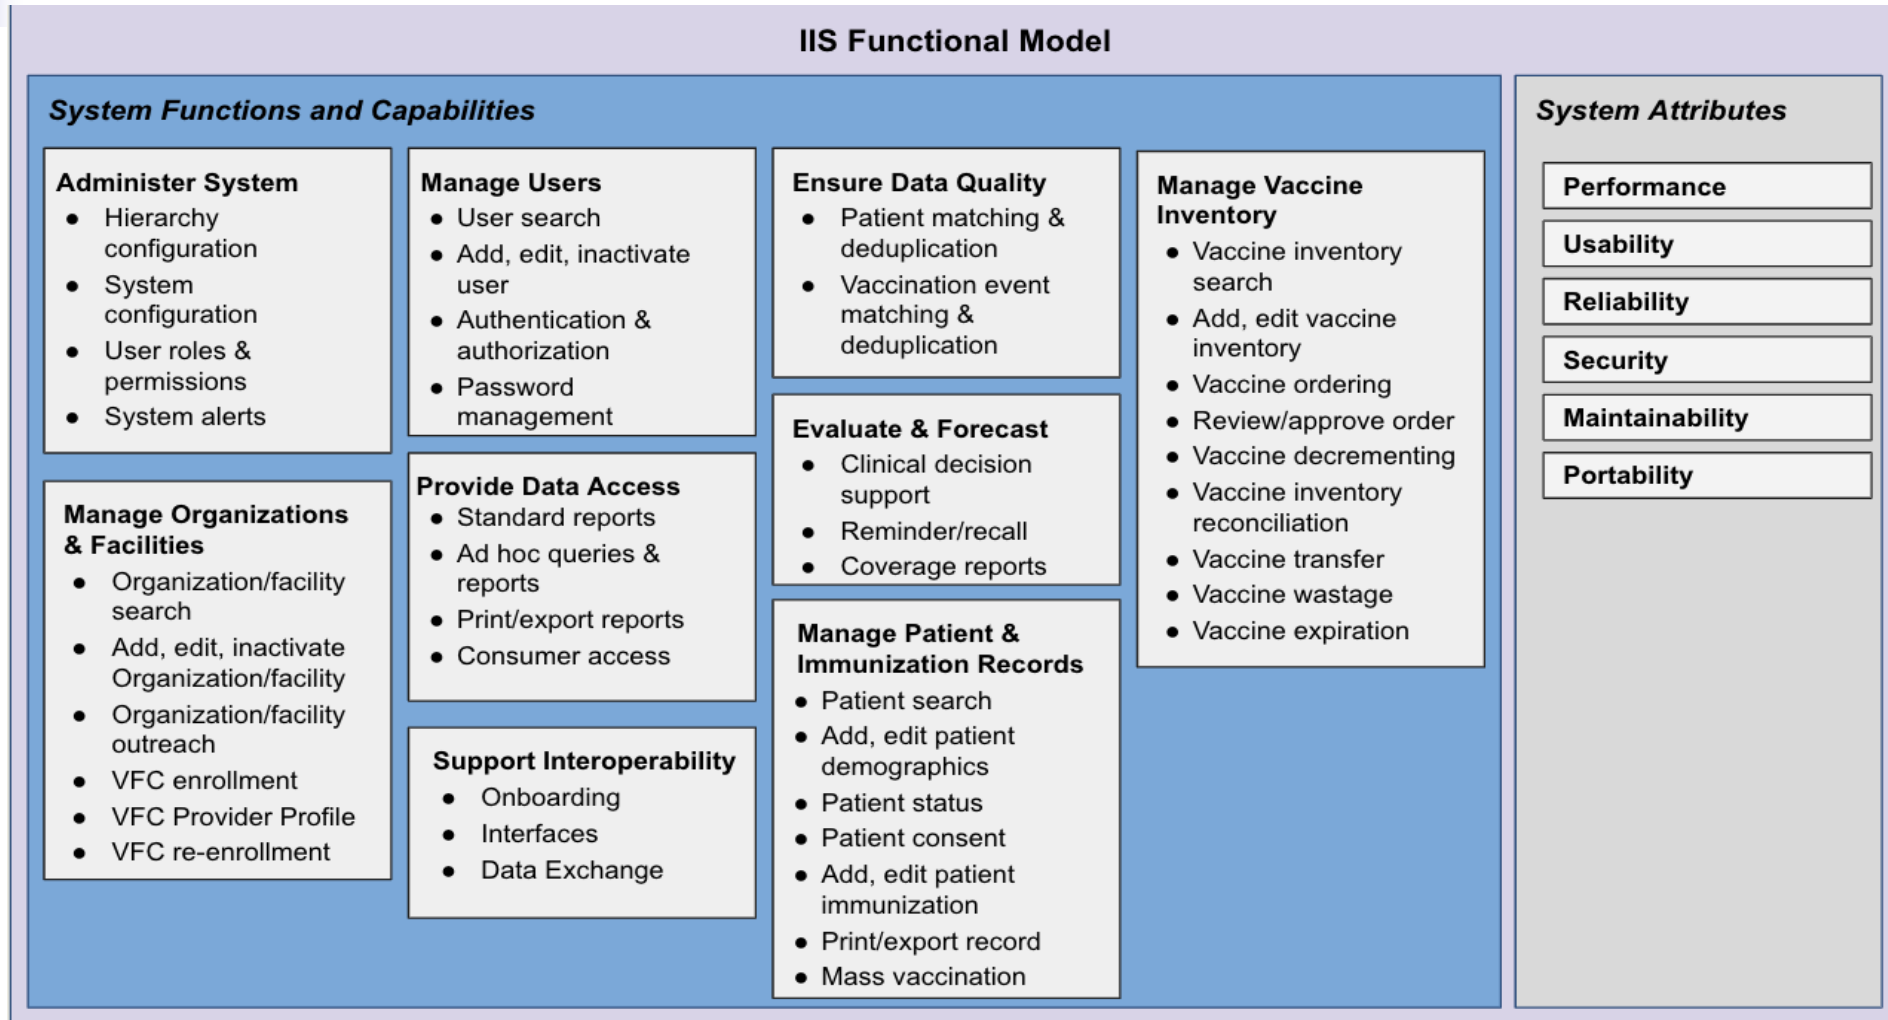 IIS Functional Model
System Functions and Capabilities
Administer System
● Hierarchy
configuration
● System
configuration
● User roles &
permissions
● System alerts
Manage Organizations
& Facilities
● Organization/facility
search
● Add, edit, inactivate
Organization/facility
● Organization/facility
outreach
● VFC enrollment
● VFC Provider Profile
● VFC re-enrollment
Manage Users
● User search
● Add, edit, inactivate
user
● Authentication &
authorization
● Password
management
Provide Data Access
● Standard reports
● Ad hoc queries &
reports
● Print/export reports
● Consumer access
Support Interoperability
● Onboarding
● Interfaces
● Data Exchange
Ensure Data Quality
● Patient matching &
deduplication
● Vaccination event
matching &
deduplication
Evaluate & Forecast
● Clinical decision
support
● Reminder/recall
● Coverage reports
Manage Patient &
Immunization Records
● Patient search
● Add, edit patient
demographics
● Patient status
● Patient consent
● Add, edit patient
immunization
● Print/export record
● Mass vaccination
Manage Vaccine
Inventory
● Vaccine inventory
search
● Add, edit vaccine
inventory
● Vaccine ordering
● Review/approve order
● Vaccine decrementing
● Vaccine inventory
reconciliation
● Vaccine transfer
● Vaccine wastage
● Vaccine expiration
System Attributes
Performance
Usability
Reliability
Security
Maintainability
Portability